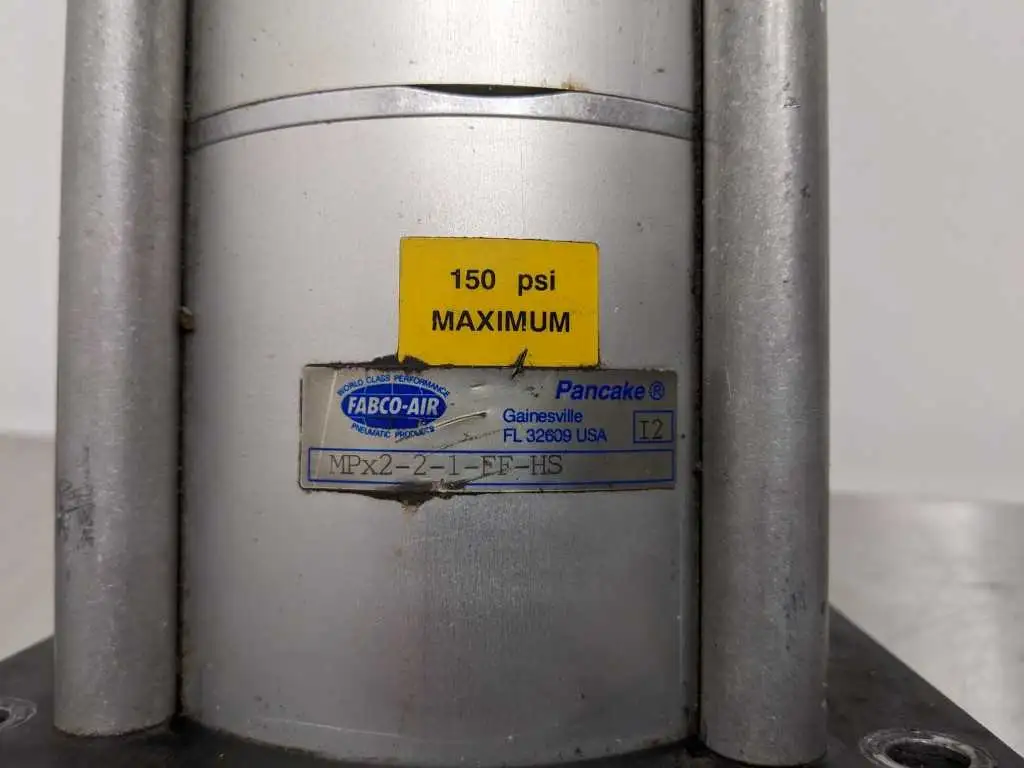 150 psi
MAXIMUM
WORLD CLASS PERFORMANCE
FABCO-AIR
PNEUMATIC PRODUCTS
Pancake®
Gainesville
FL 32609 USA
I2
MPx2-2-1-FF-HS